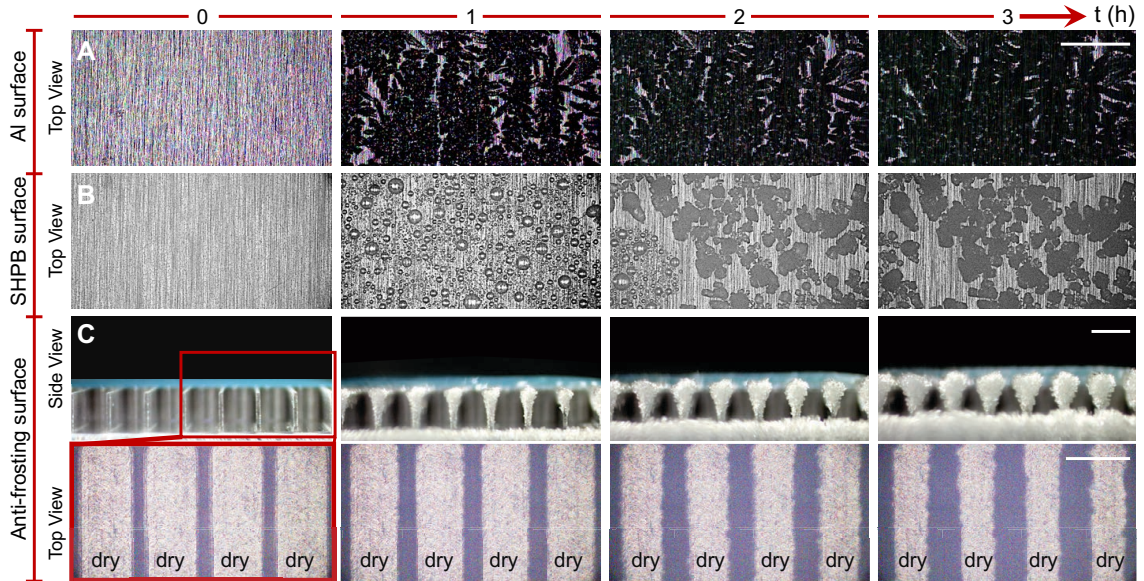 0 1 2 3 t (h)
Al surface
Top View
A
SHPB surface
Top View
B
Anti-frosting surface
Side View
C
Top View
dry dry dry dry dry dry dry dry dry dry dry dry dry dry dry dry